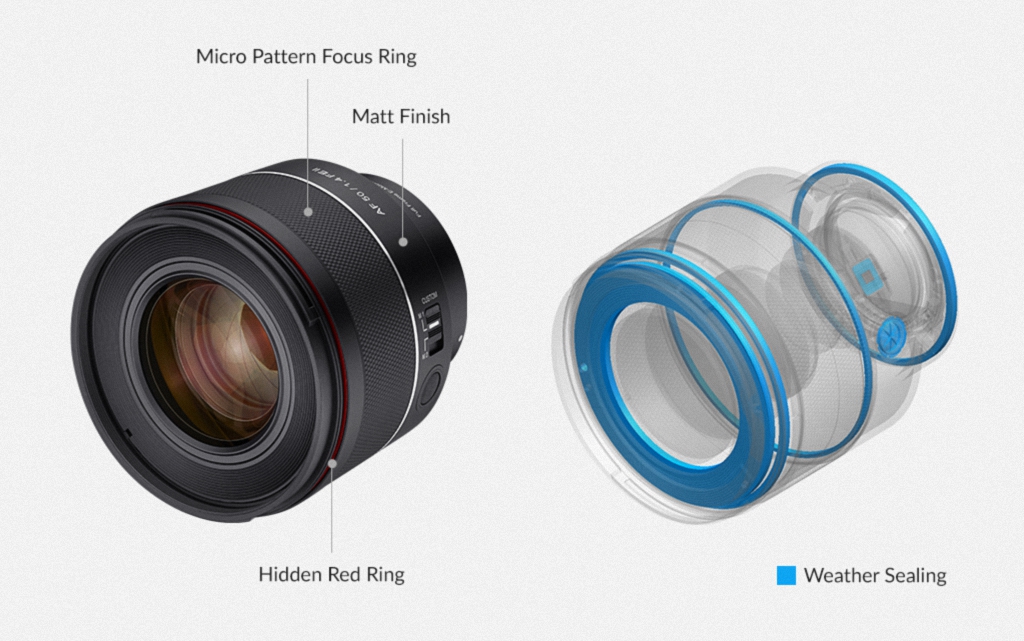 Micro Pattern Focus Ring
Matt Finish
AF 50 / 1.4 FE II
CUSTOM
Hidden Red Ring
Weather Sealing